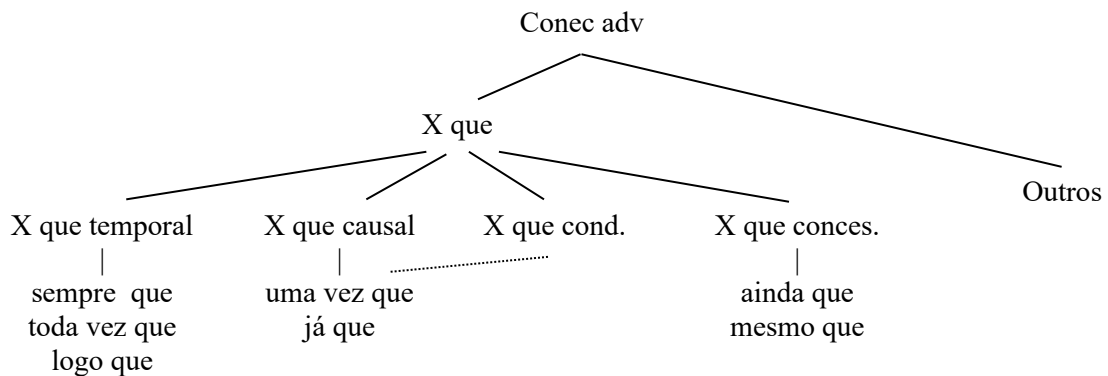 Conec adv
X que
Outros
X que temporal X que causal X que cond. X que conces.
sempre que uma vez que ainda que
toda vez que já que mesmo que
logo que